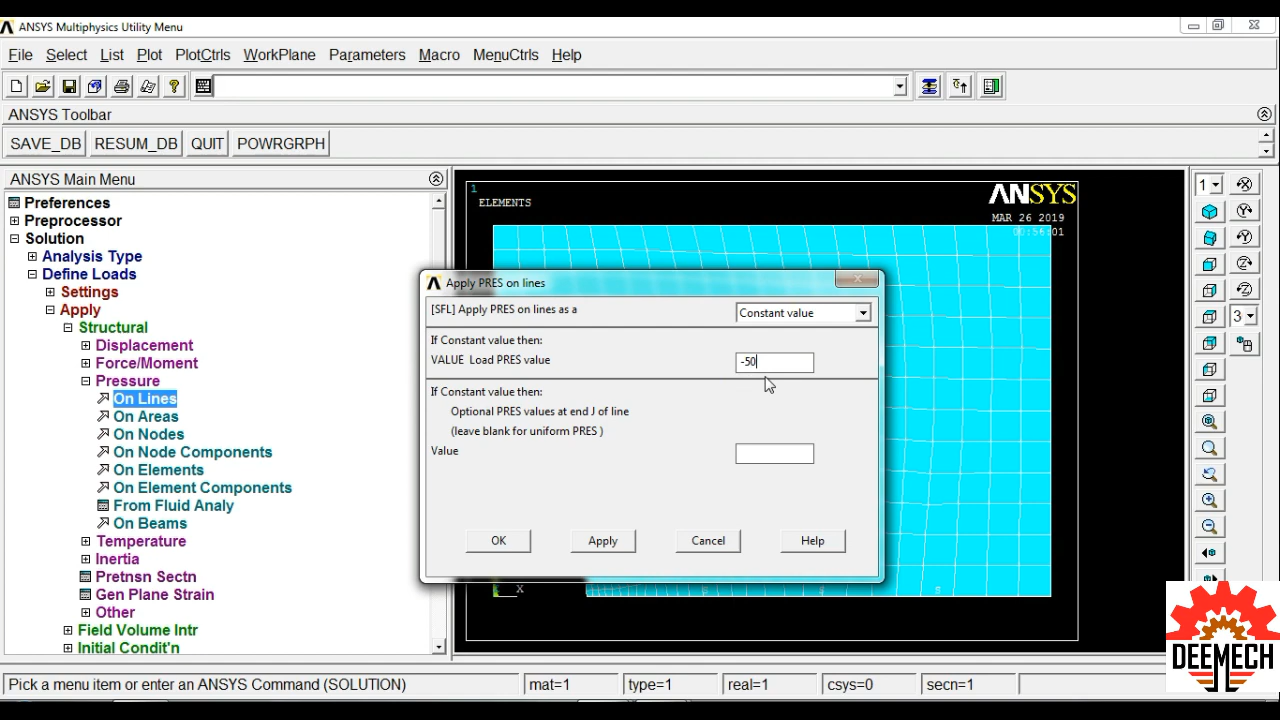 ANSYS Multiphysics Utility Menu
File Select List Plot PlotCtrls WorkPlane Parameters Macro MenuCtrls Help
ANSYS Toolbar
SAVE_DB RESUM_DB QUIT POWRGRPH
ANSYS Main Menu
Preferences
Preprocessor
Solution
Analysis Type
Define Loads
Settings
Apply
Structural
Displacement
Force/Moment
Pressure
On Lines
On Areas
On Nodes
On Node Components
On Elements
On Element Components
From Fluid Analy
On Beams
Temperature
Inertia
Pretnsn Sectn
Gen Plane Strain
Other
Field Volume Intr
Initial Condit'n
1
ELEMENTS
ANSYS
MAR 26 2019
00:56:01
Apply PRES on lines
[SFL] Apply PRES on lines as a Constant value
If Constant value then:
VALUE Load PRES value -50
If Constant value then:
Optional PRES values at end J of line
(leave blank for uniform PRES )
Value
OK Apply Cancel Help
X
1
3
DEEMECH
Pick a menu item or enter an ANSYS Command (SOLUTION) mat=1 type=1 real=1 csys=0 secn=1